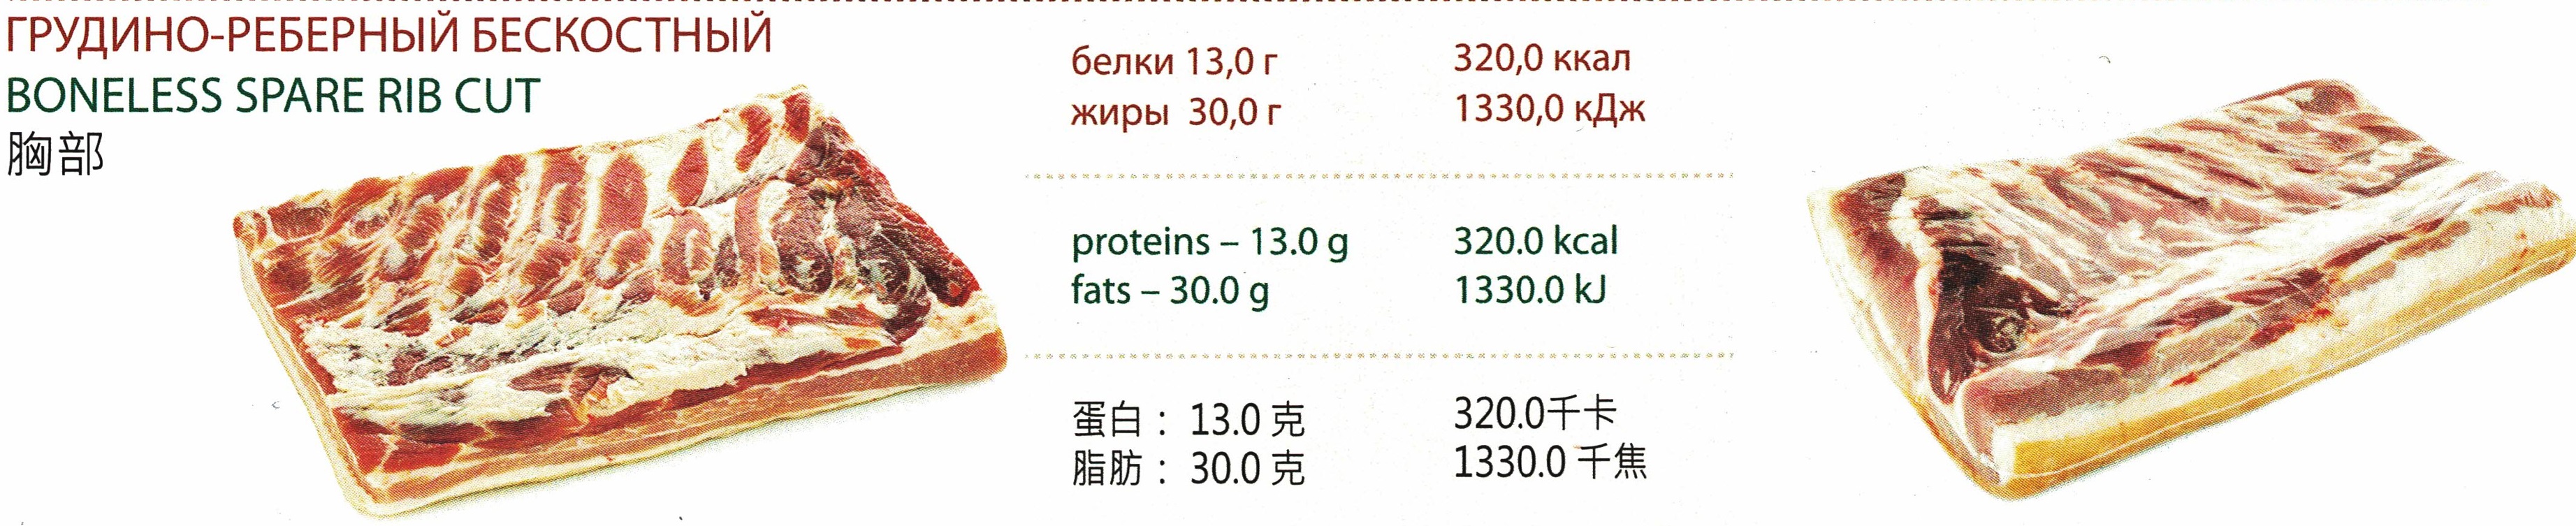 ГРУДИНО-РЕБЕРНЫЙ БЕСКОСТНЫЙ
BONELESS SPARE RIB CUT
胸部
белки 13,0 г 320,0 ккал
жиры 30,0 г 1330,0 кДж
proteins – 13.0 g 320.0 kcal
fats – 30.0 g 1330.0 kJ
蛋白： 13.0 克 320.0千卡
脂肪： 30.0 克 1330.0 千焦